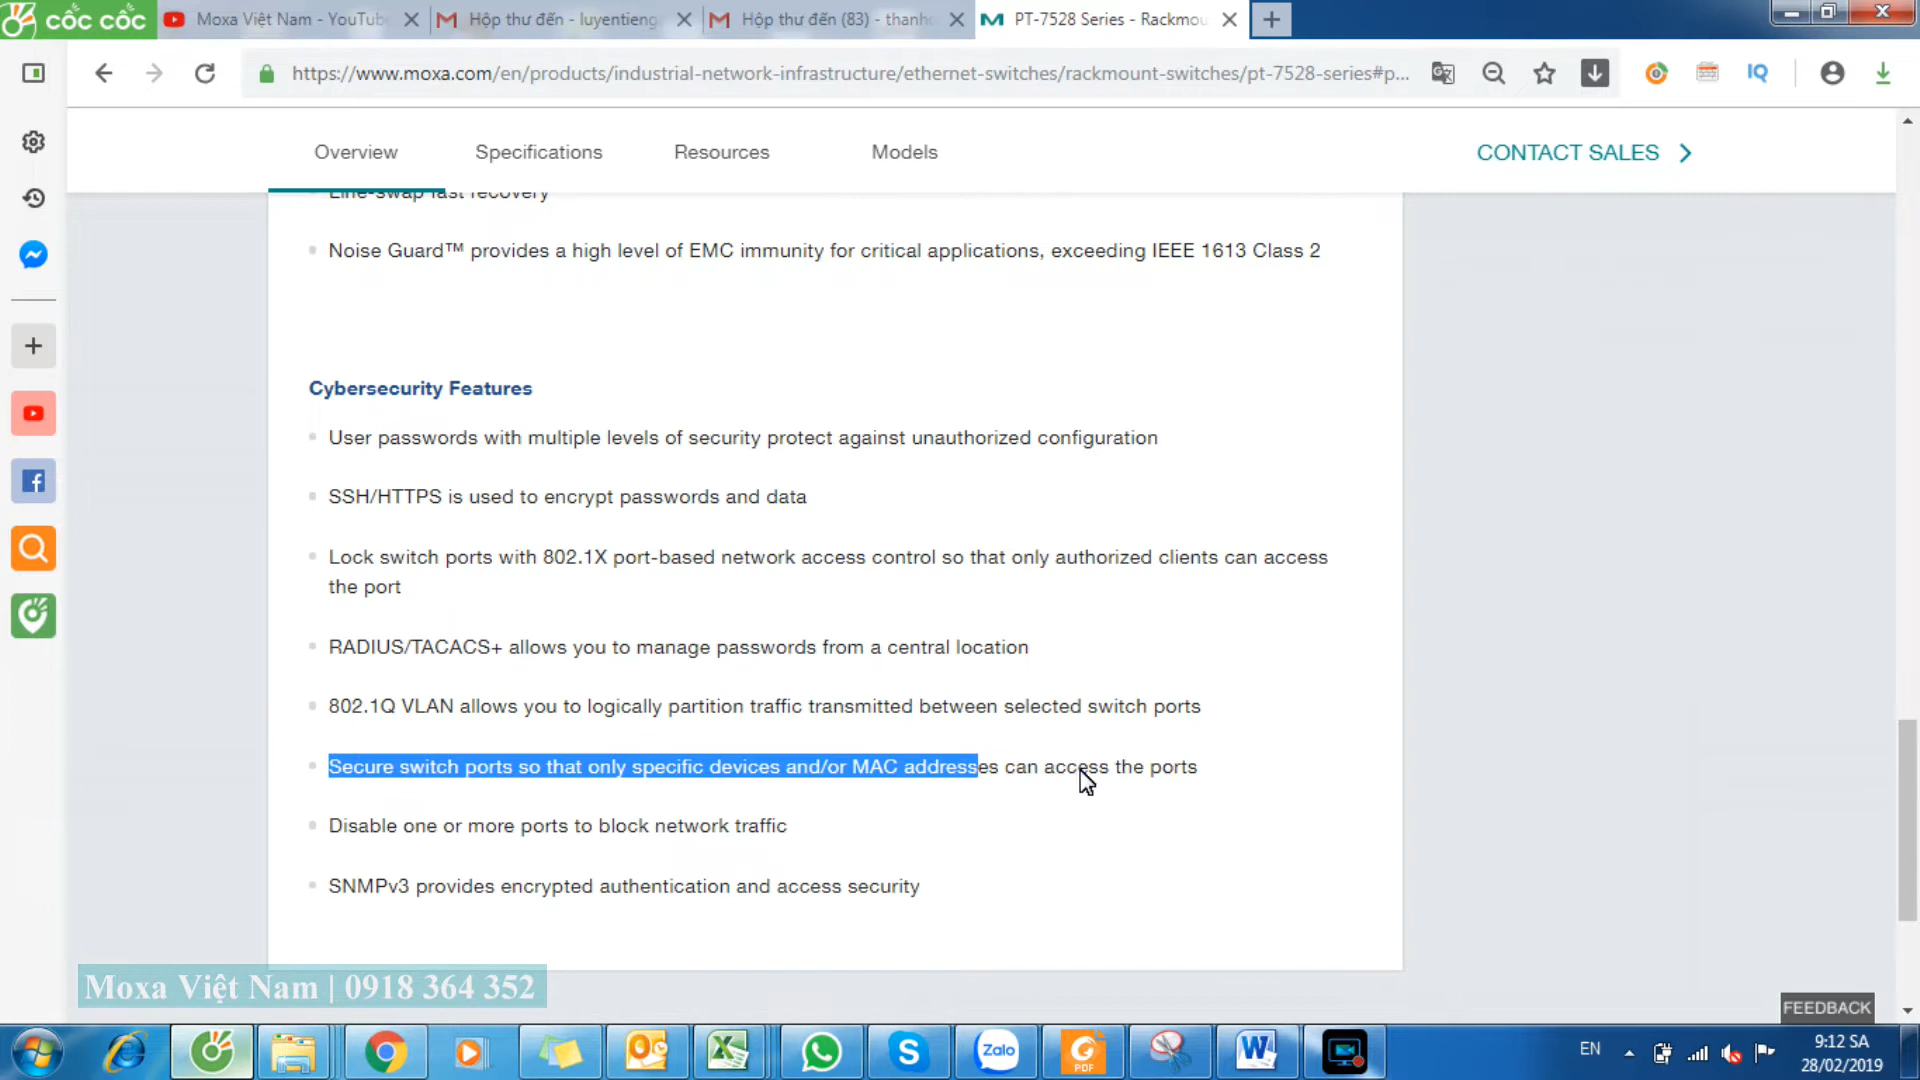 cốc cốc
Moxa Việt Nam - YouTub
Hộp thư đến - luyentieng
Hộp thư đến (83) - thanh
PT-7528 Series - Rackmou
https://www.moxa.com/en/products/industrial-network-infrastructure/ethernet-switches/rackmount-switches/pt-7528-series#p...
IQ
Overview
Specifications
Resources
Models
CONTACT SALES
Line-swap fast recovery
Noise Guard™ provides a high level of EMC immunity for critical applications, exceeding IEEE 1613 Class 2
Cybersecurity Features
User passwords with multiple levels of security protect against unauthorized configuration
SSH/HTTPS is used to encrypt passwords and data
Lock switch ports with 802.1X port-based network access control so that only authorized clients can access
the port
RADIUS/TACACS+ allows you to manage passwords from a central location
802.1Q VLAN allows you to logically partition traffic transmitted between selected switch ports
Secure switch ports so that only specific devices and/or MAC addresses can access the ports
Disable one or more ports to block network traffic
SNMPv3 provides encrypted authentication and access security
Moxa Việt Nam | 0918 364 352
FEEDBACK
Zalo
PDF
EN
9:12 SA
28/02/2019